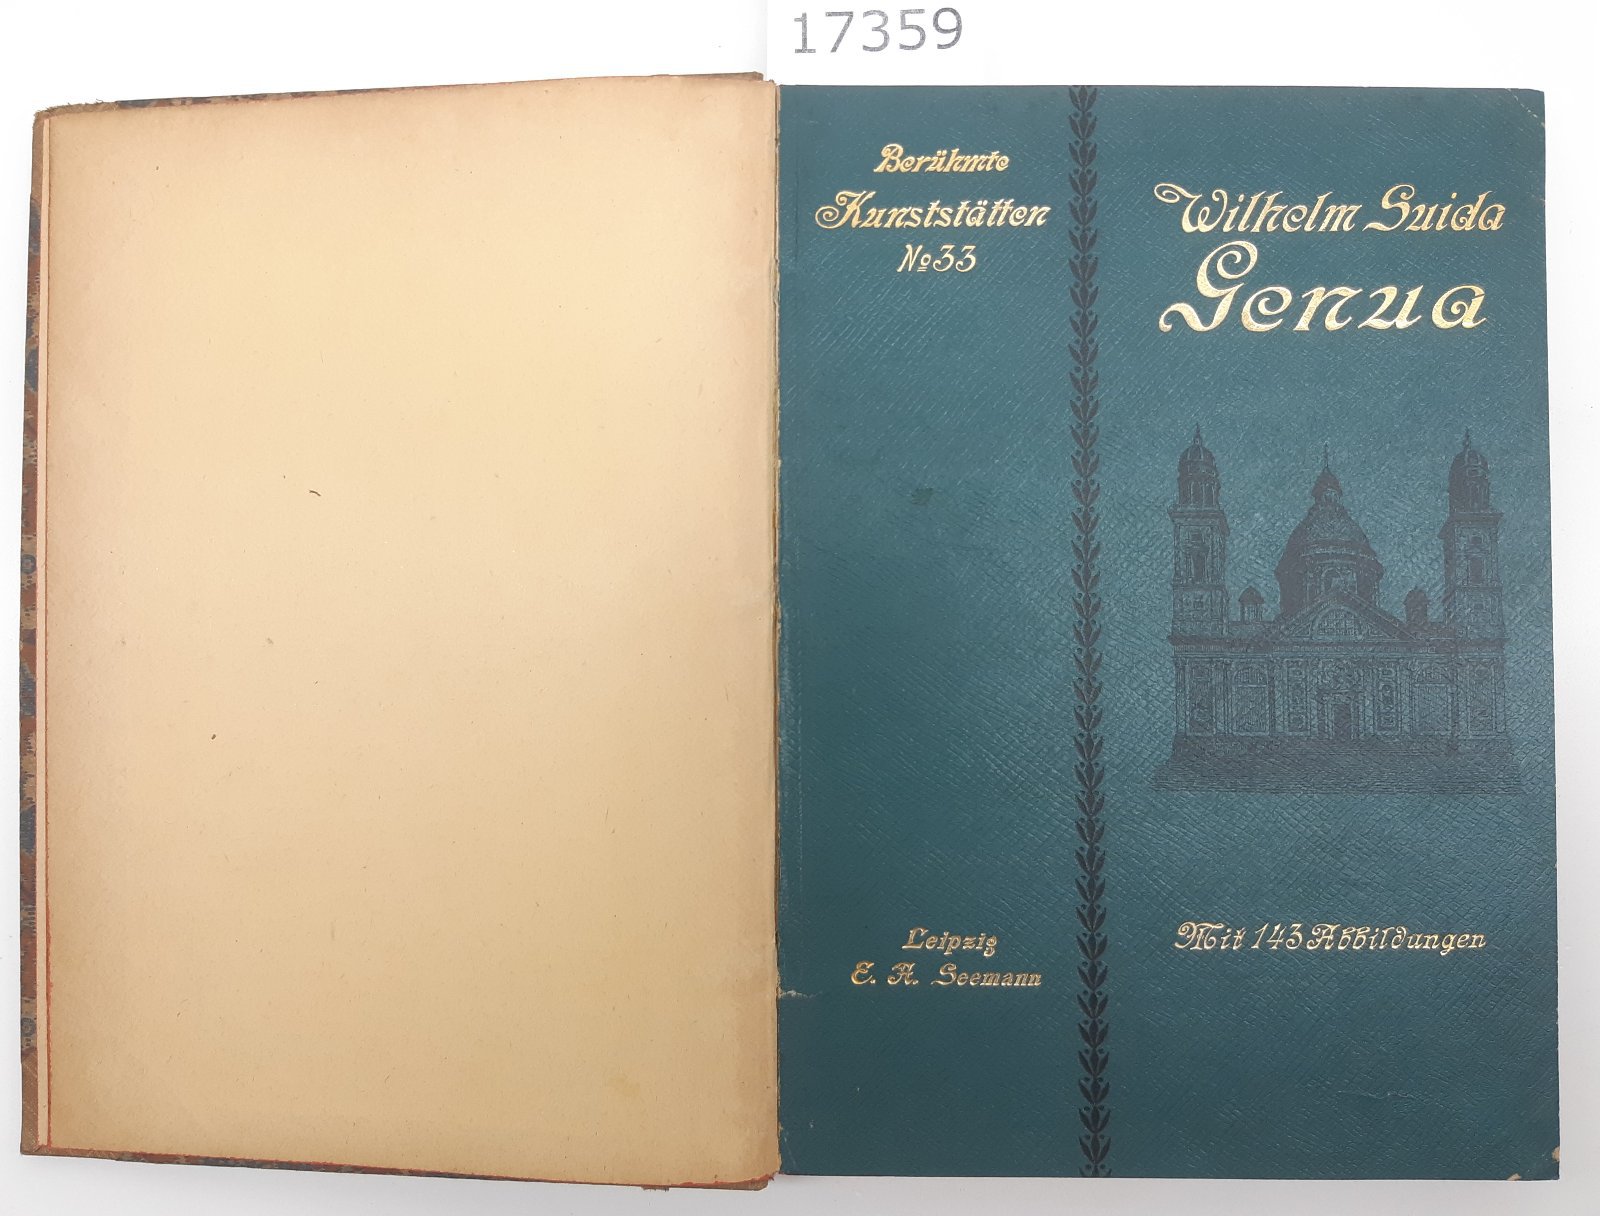 17359
Berühmte
Kunststätten
No 33
Wilhelm Suida
Genua
Leipzig
E. A. Seemann
Mit 143 Abbildungen